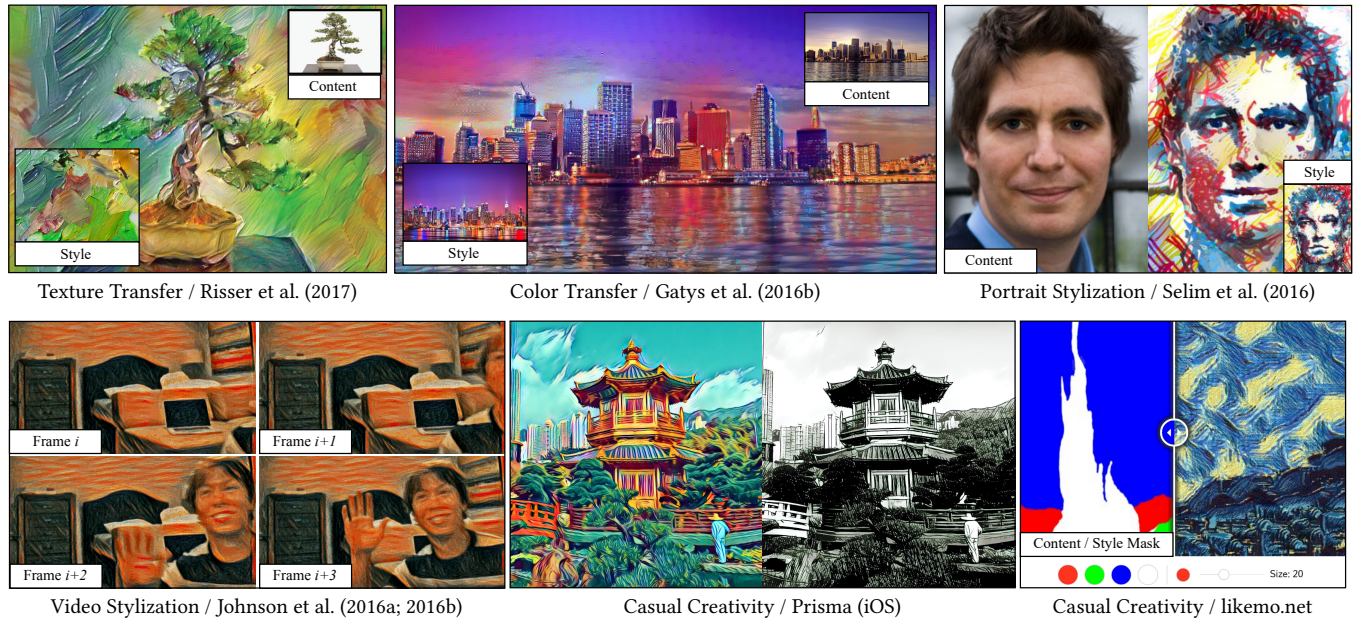 Content
Style
Texture Transfer / Risser et al. (2017)
Content
Style
Color Transfer / Gatys et al. (2016b)
Content
Style
Portrait Stylization / Selim et al. (2016)
Frame i
Frame i+1
Frame i+2
Frame i+3
Video Stylization / Johnson et al. (2016a; 2016b)
Casual Creativity / Prisma (iOS)
Content / Style Mask
Size: 20
Casual Creativity / likemo.net